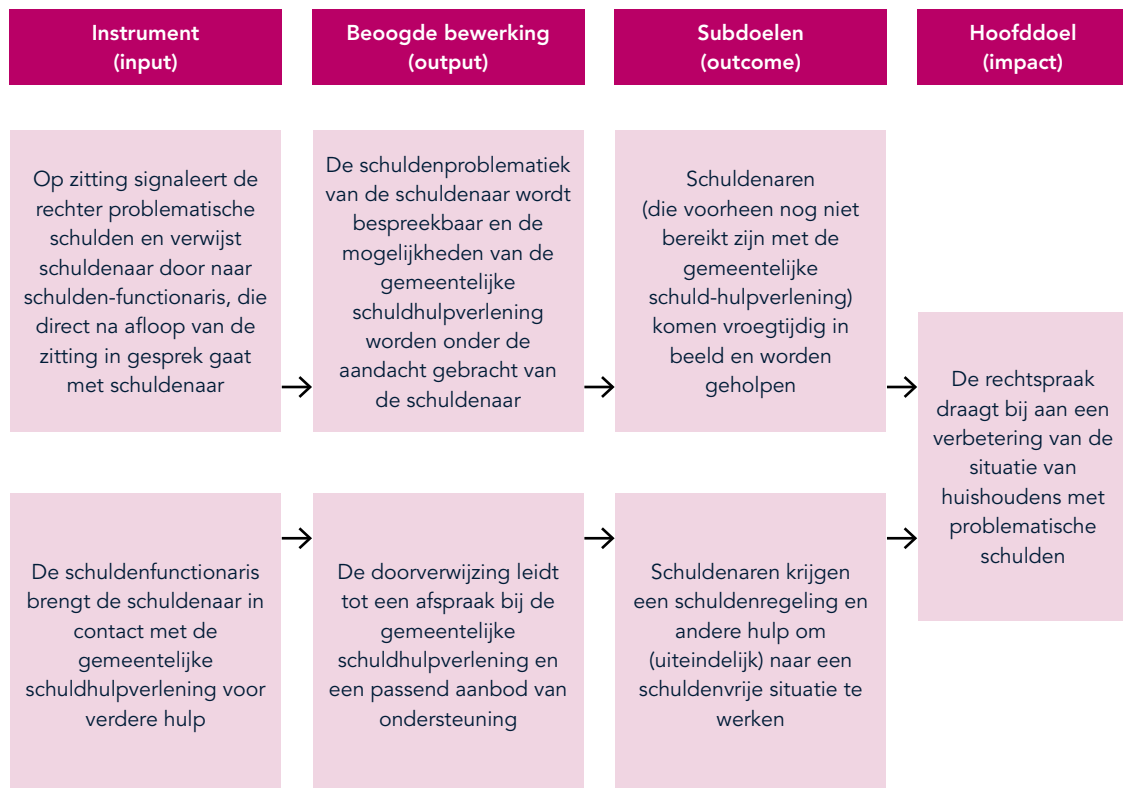 Instrument
(input)
Beoogde bewerking
(output)
Subdoelen
(outcome)
Hoofddoel
(impact)
Op zitting signaleert de
rechter problematische
schulden en verwijst
schuldenaar door naar
schulden-functionaris, die
direct na afloop van de
zitting in gesprek gaat
met schuldenaar
De schuldenproblematiek
van de schuldenaar wordt
bespreekbaar en de
mogelijkheden van de
gemeentelijke
schuldhulpverlening
worden onder de
aandacht gebracht van
de schuldenaar
Schuldenaren
(die voorheen nog niet
bereikt zijn met de
gemeentelijke
schuld-hulpverlening)
komen vroegtijdig in
beeld en worden
geholpen
De rechtspraak
draagt bij aan een
verbetering van de
situatie van
huishoudens met
problematische
schulden
De schuldenfunctionaris
brengt de schuldenaar in
contact met de
gemeentelijke
schuldhulpverlening voor
verdere hulp
De doorverwijzing leidt
tot een afspraak bij de
gemeentelijke
schuldhulpverlening en
een passend aanbod van
ondersteuning
Schuldenaren krijgen
een schuldenregeling en
andere hulp om
(uiteindelijk) naar een
schuldenvrije situatie te
werken